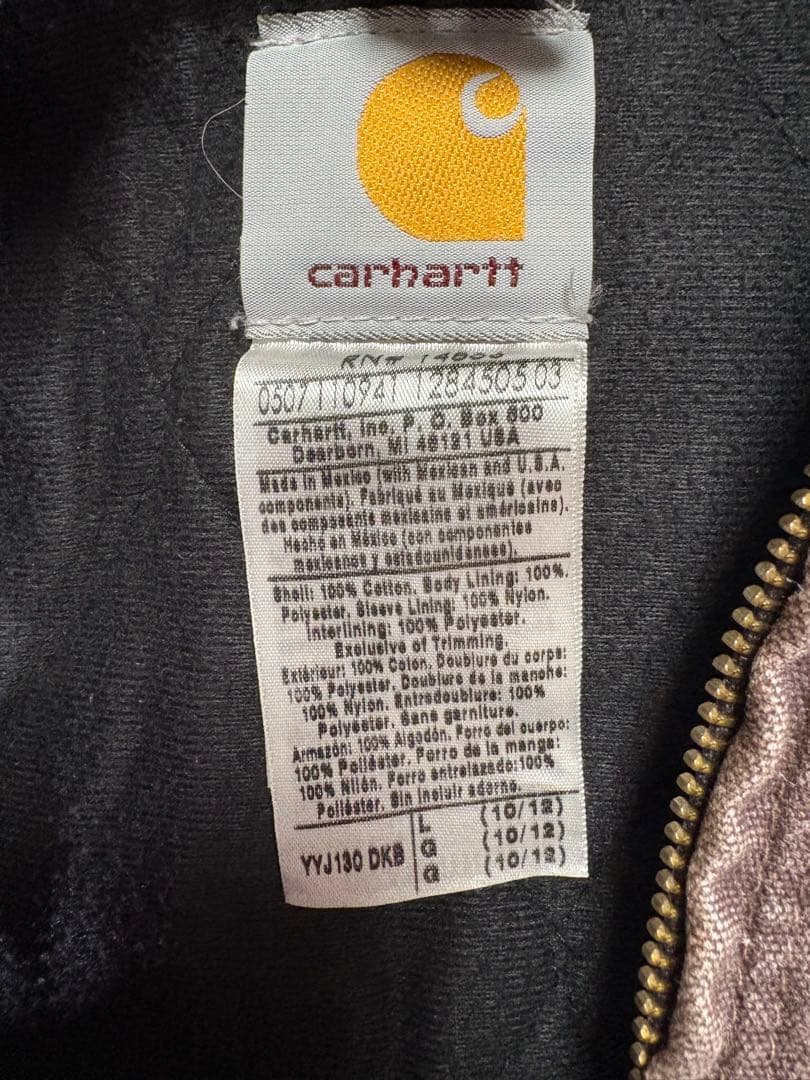 carhartt
RN# 14806
0507110941 128450503
Carhartt, Inc. P. O. Box 600
Dearborn, MI 48121 USA
Made in Mexico (with Mexican and U.S.A.
components). Fabriqué au Mexique (avec
des composants mexicains et américains).
Hecho en México (con componentes
mexicanos y estadounidenses).
Shell: 100% Cotton. Body Lining: 100%.
Polyester. Sleeve Lining: 100% Nylon.
Interlining: 100% Polyester.
Exclusive of Trimming.
Extérieur: 100% Coton. Doublure du corps:
100% Polyester. Doublure de la manche:
100% Nylon. Entredoublure: 100%
Polyester. Sans garniture.
Armazón: 100% Algodón. Forro del cuerpo:
100% Poliéster. Forro de la manga:
100% Nilón. Forro entrelazado:100%
Poliéster. Sin incluir adorno.
YYJ130 DKB
L (10/12)
G (10/12)
G (10/12)